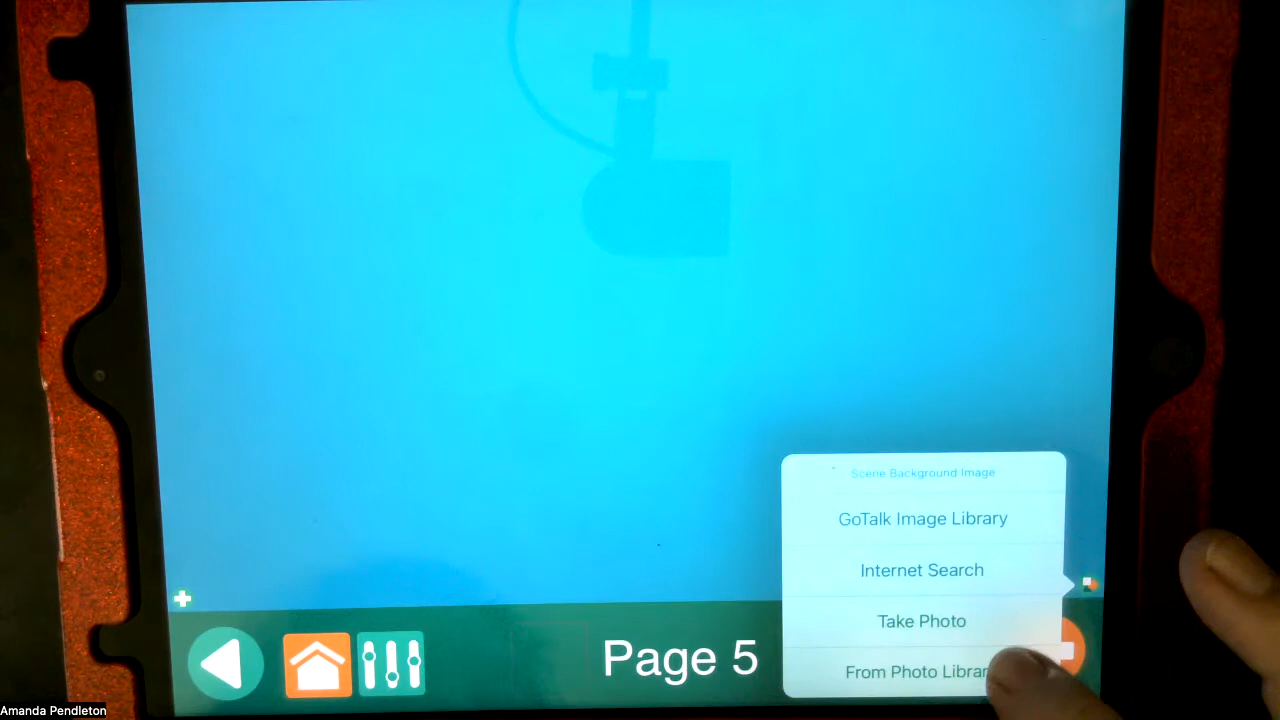 Scene Background Image
GoTalk Image Library
Internet Search
Take Photo
From Photo Librar
Page 5
Amanda Pendleton